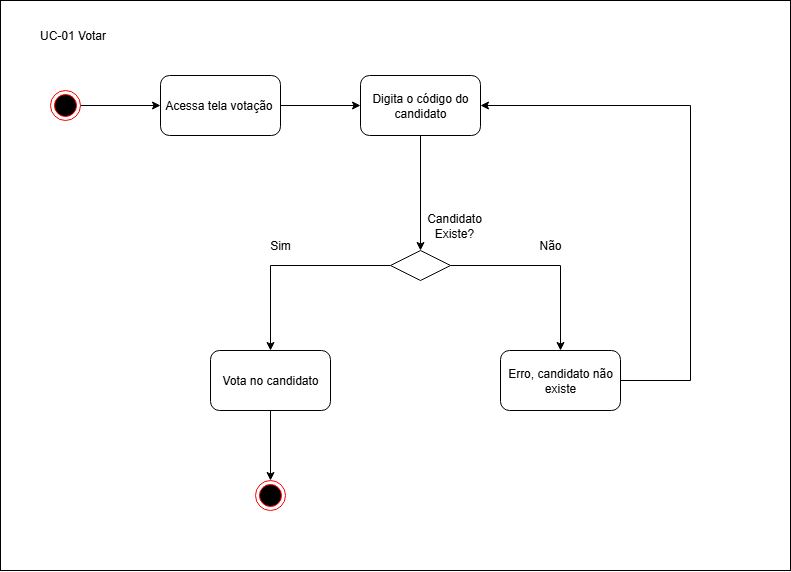 UC-01 Votar
Acessa tela votação
Digita o código do
candidato
Candidato
Existe?
Sim
Não
Vota no candidato
Erro, candidato não
existe